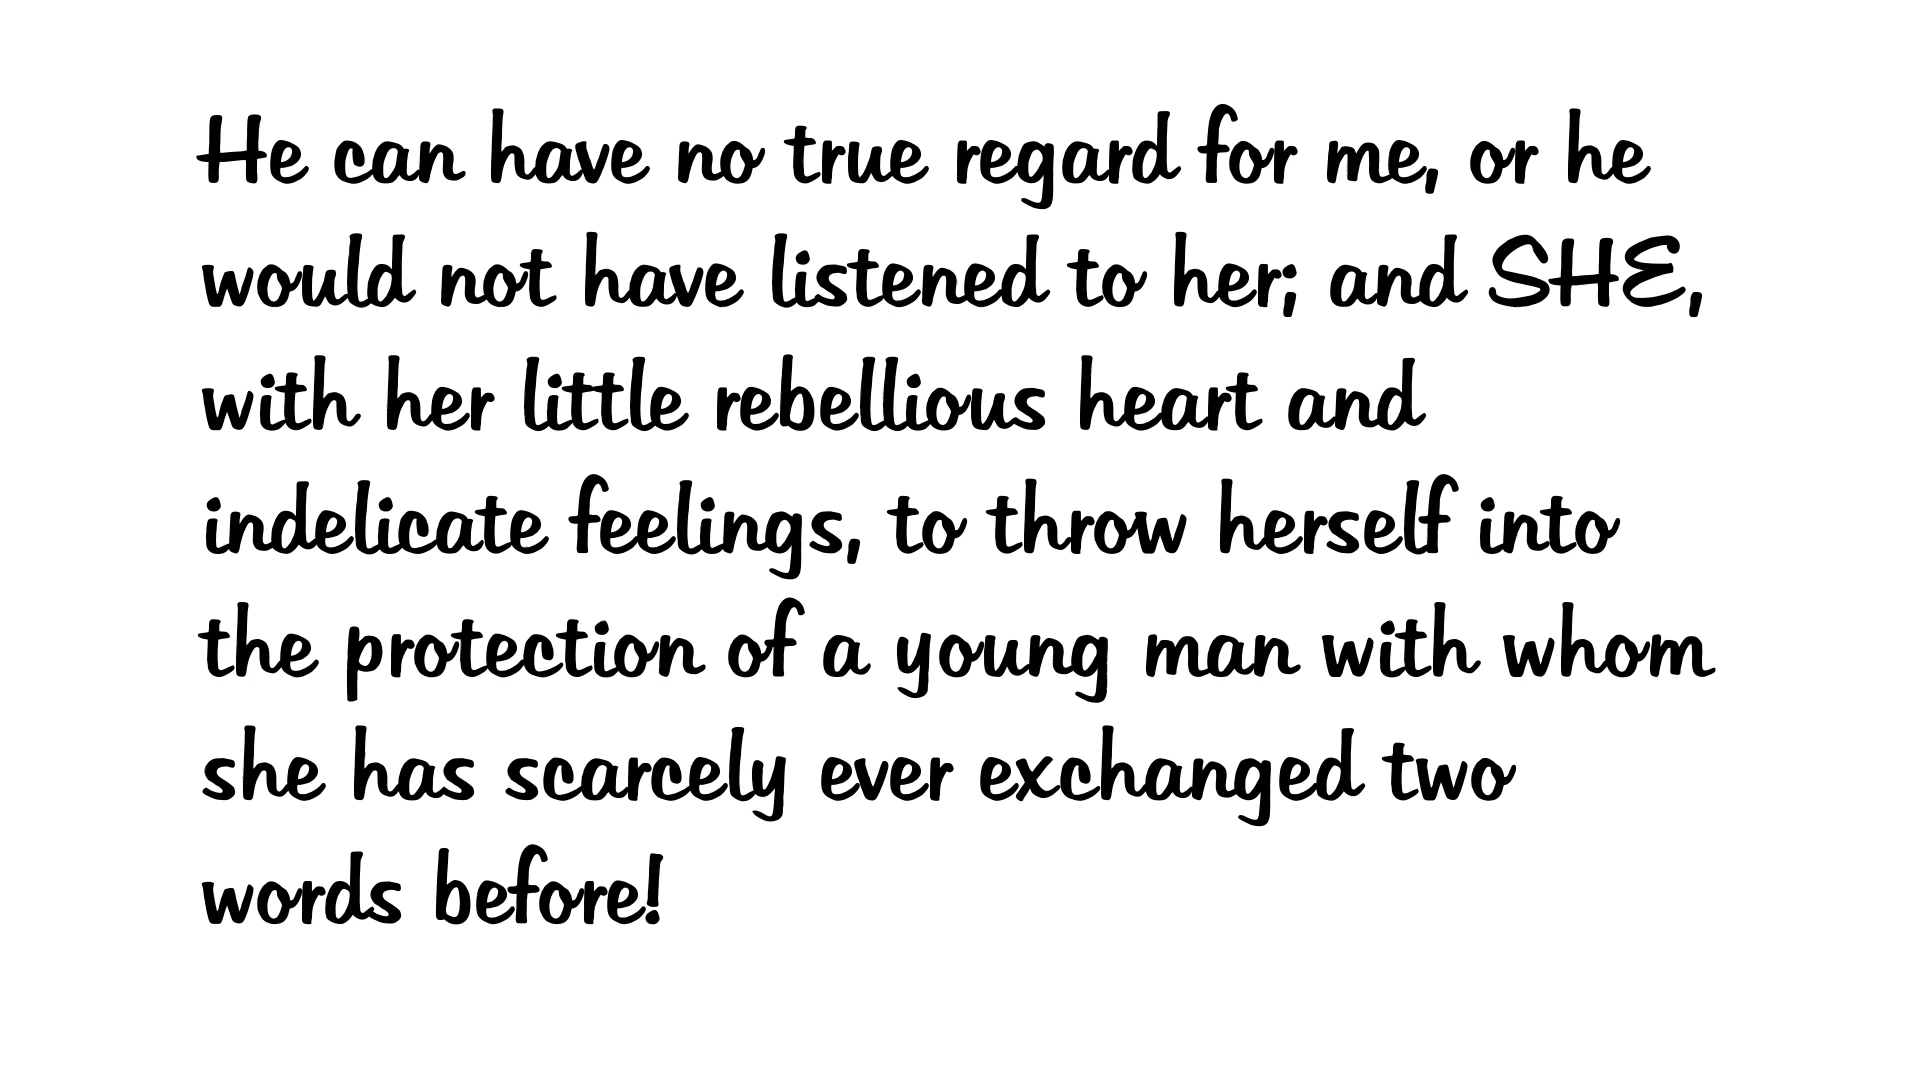 He can have no true regard for me, or he
would not have listened to her; and SHE,
with her little rebellious heart and
indelicate feelings, to throw herself into
the protection of a young man with whom
she has scarcely ever exchanged two
words before!